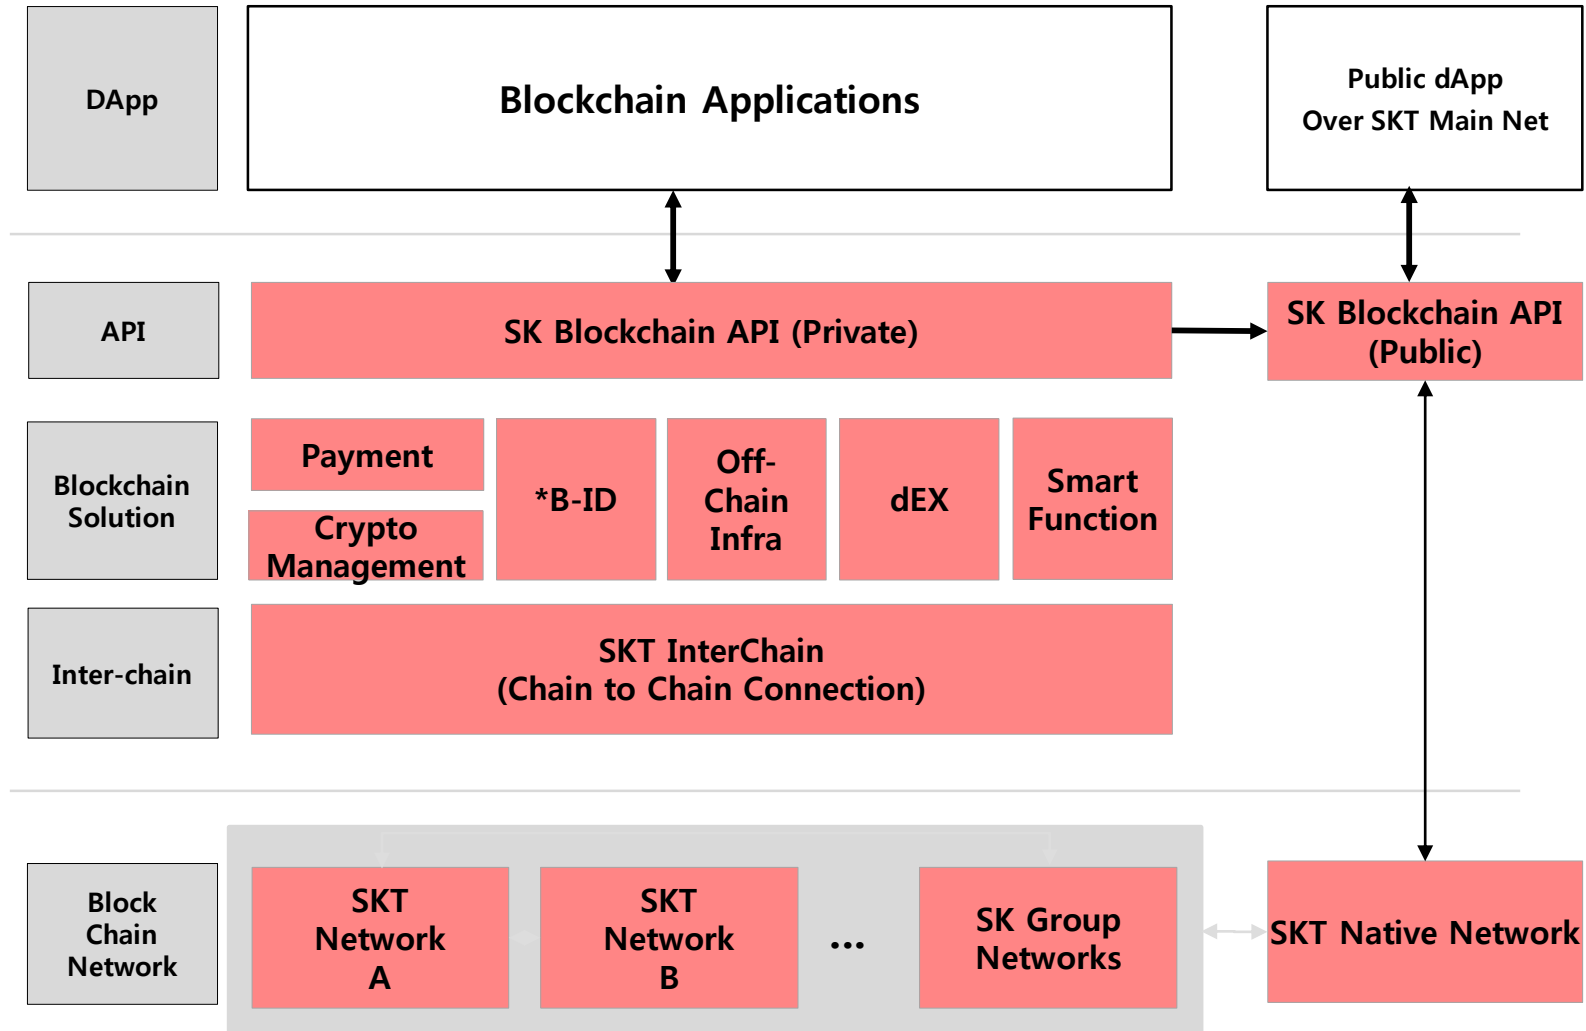 DApp
Blockchain Applications
Public dApp
Over SKT Main Net
API
SK Blockchain API (Private)
SK Blockchain API
(Public)
Blockchain
Solution
Payment
Crypto
Management
*B-ID
Off-
Chain
Infra
dEX
Smart
Function
Inter-chain
SKT InterChain
(Chain to Chain Connection)
Block
Chain
Network
SKT
Network
A
SKT
Network
B
...
SK Group
Networks
SKT Native Network